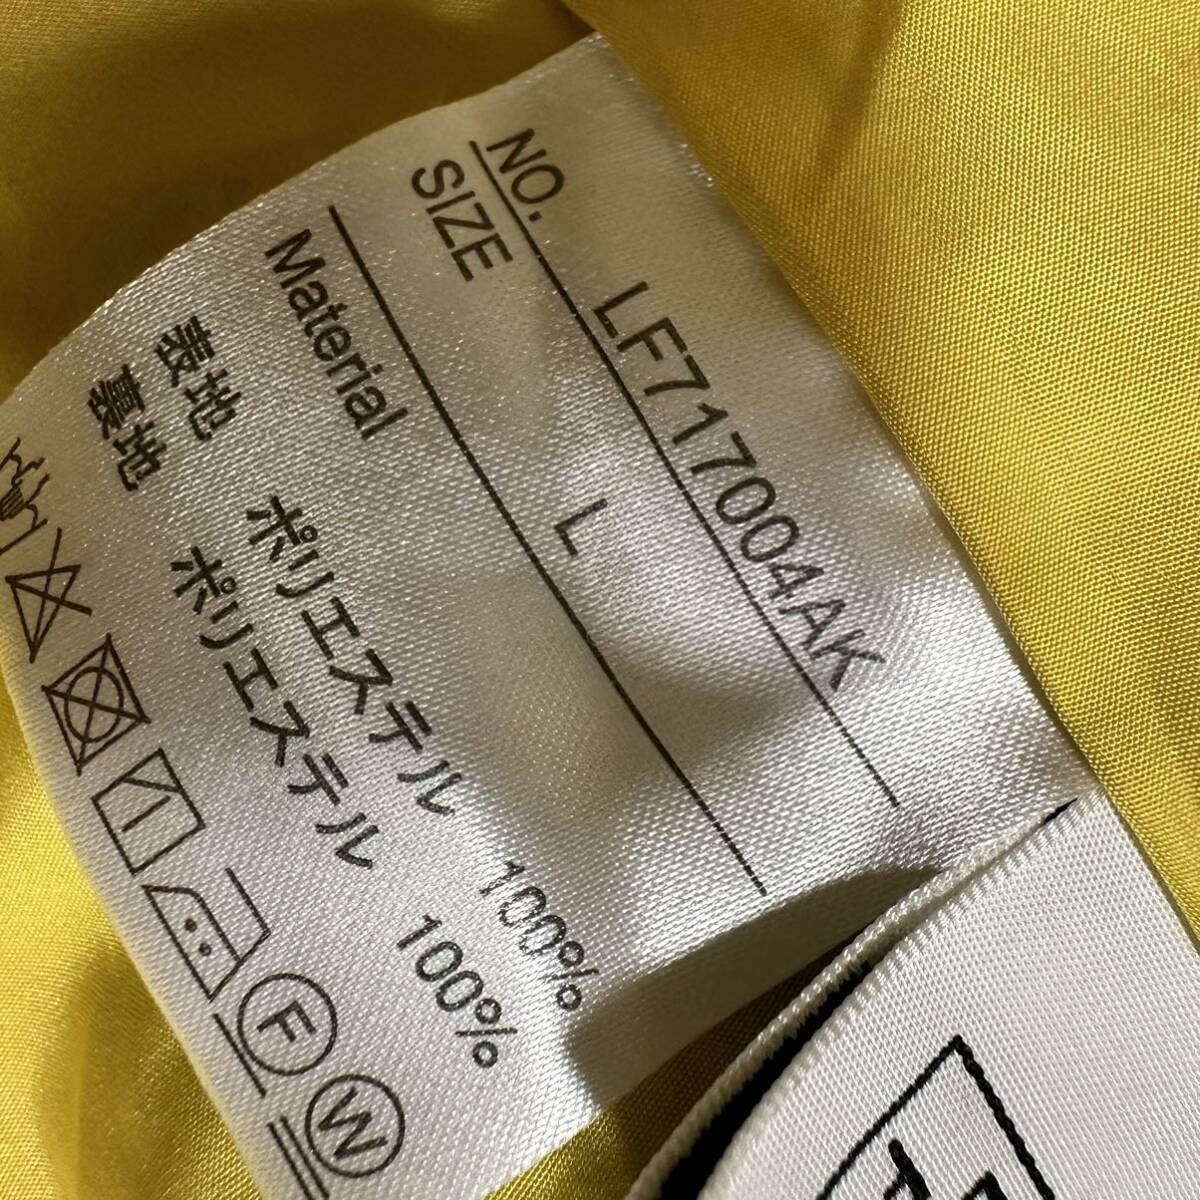 NO. LF717004AK
SIZE L
Material
表地 ポリエステル 100%
裏地 ポリエステル 100%
F W